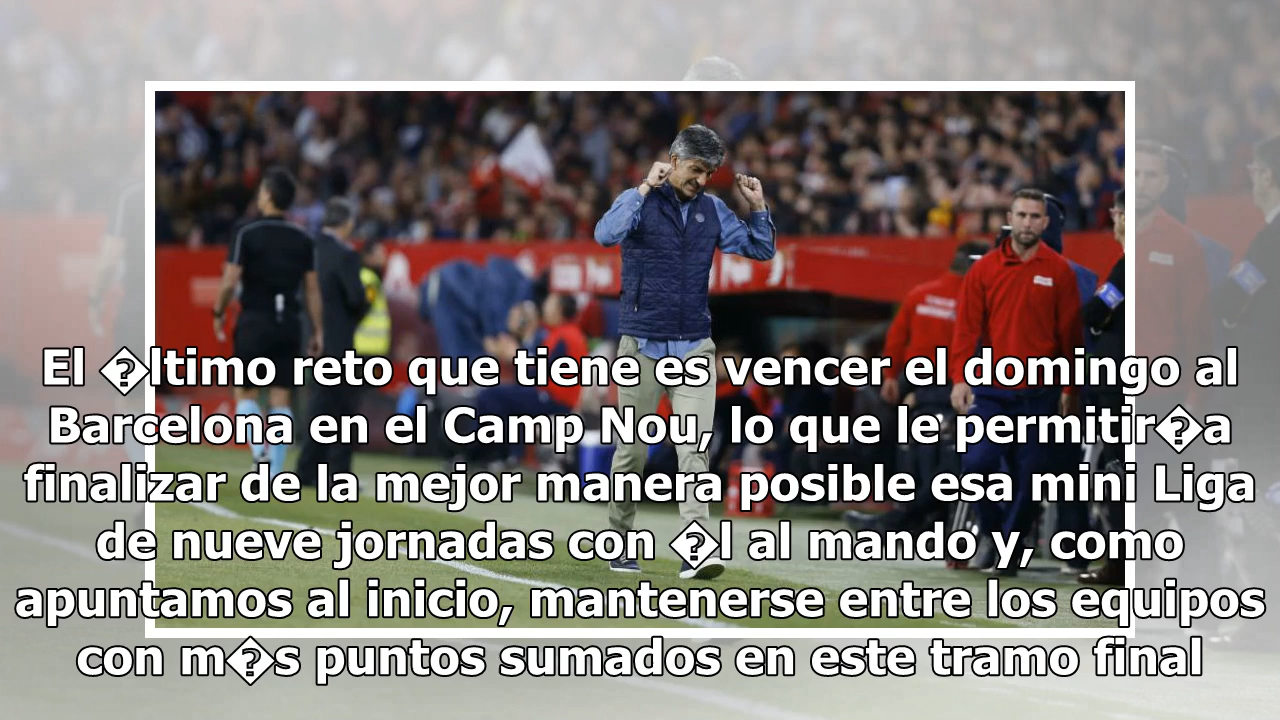 El �ltimo reto que tiene es vencer el domingo al
Barcelona en el Camp Nou, lo que le permitir�a
finalizar de la mejor manera posible esa mini Liga
de nueve jornadas con �l al mando y, como
apuntamos al inicio, mantenerse entre los equipos
con m�s puntos sumados en este tramo final